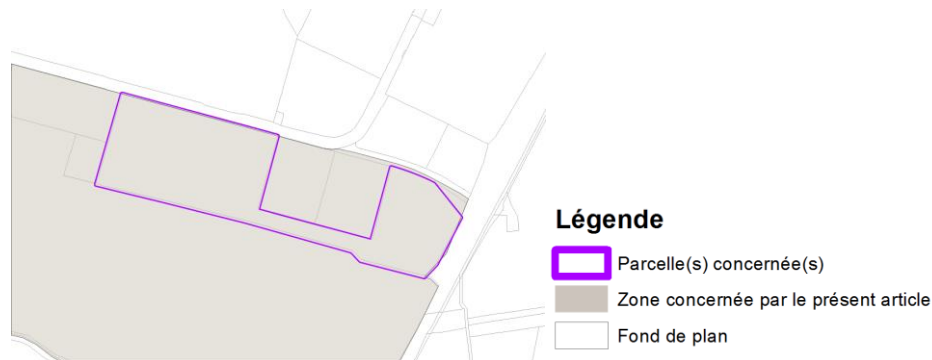 Légende
Parcelle(s) concernée(s)
Zone concernée par le présent article
Fond de plan